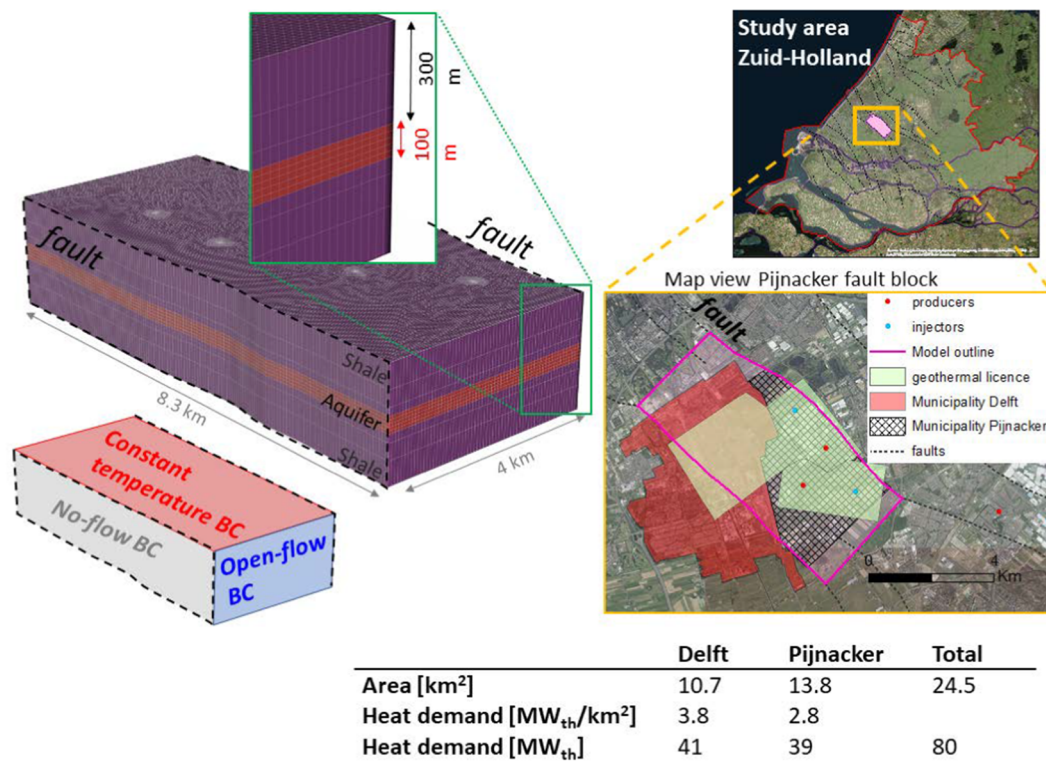 300
m
100
m
fault
fault
Shale
Aquifer
Shale
8.3 km
4 km
Constant
temperature BC
No-flow BC
Open-flow
BC
Study area
Zuid-Holland
Map view Pijnacker fault block
fault
producers
injectors
Model outline
geothermal licence
Municipality Delft
Municipality Pijnacker
faults
0 4
Km
Delft Pijnacker Total
Area [km²] 10.7 13.8 24.5
Heat demand [MWth/km²] 3.8 2.8
Heat demand [MWth] 41 39 80